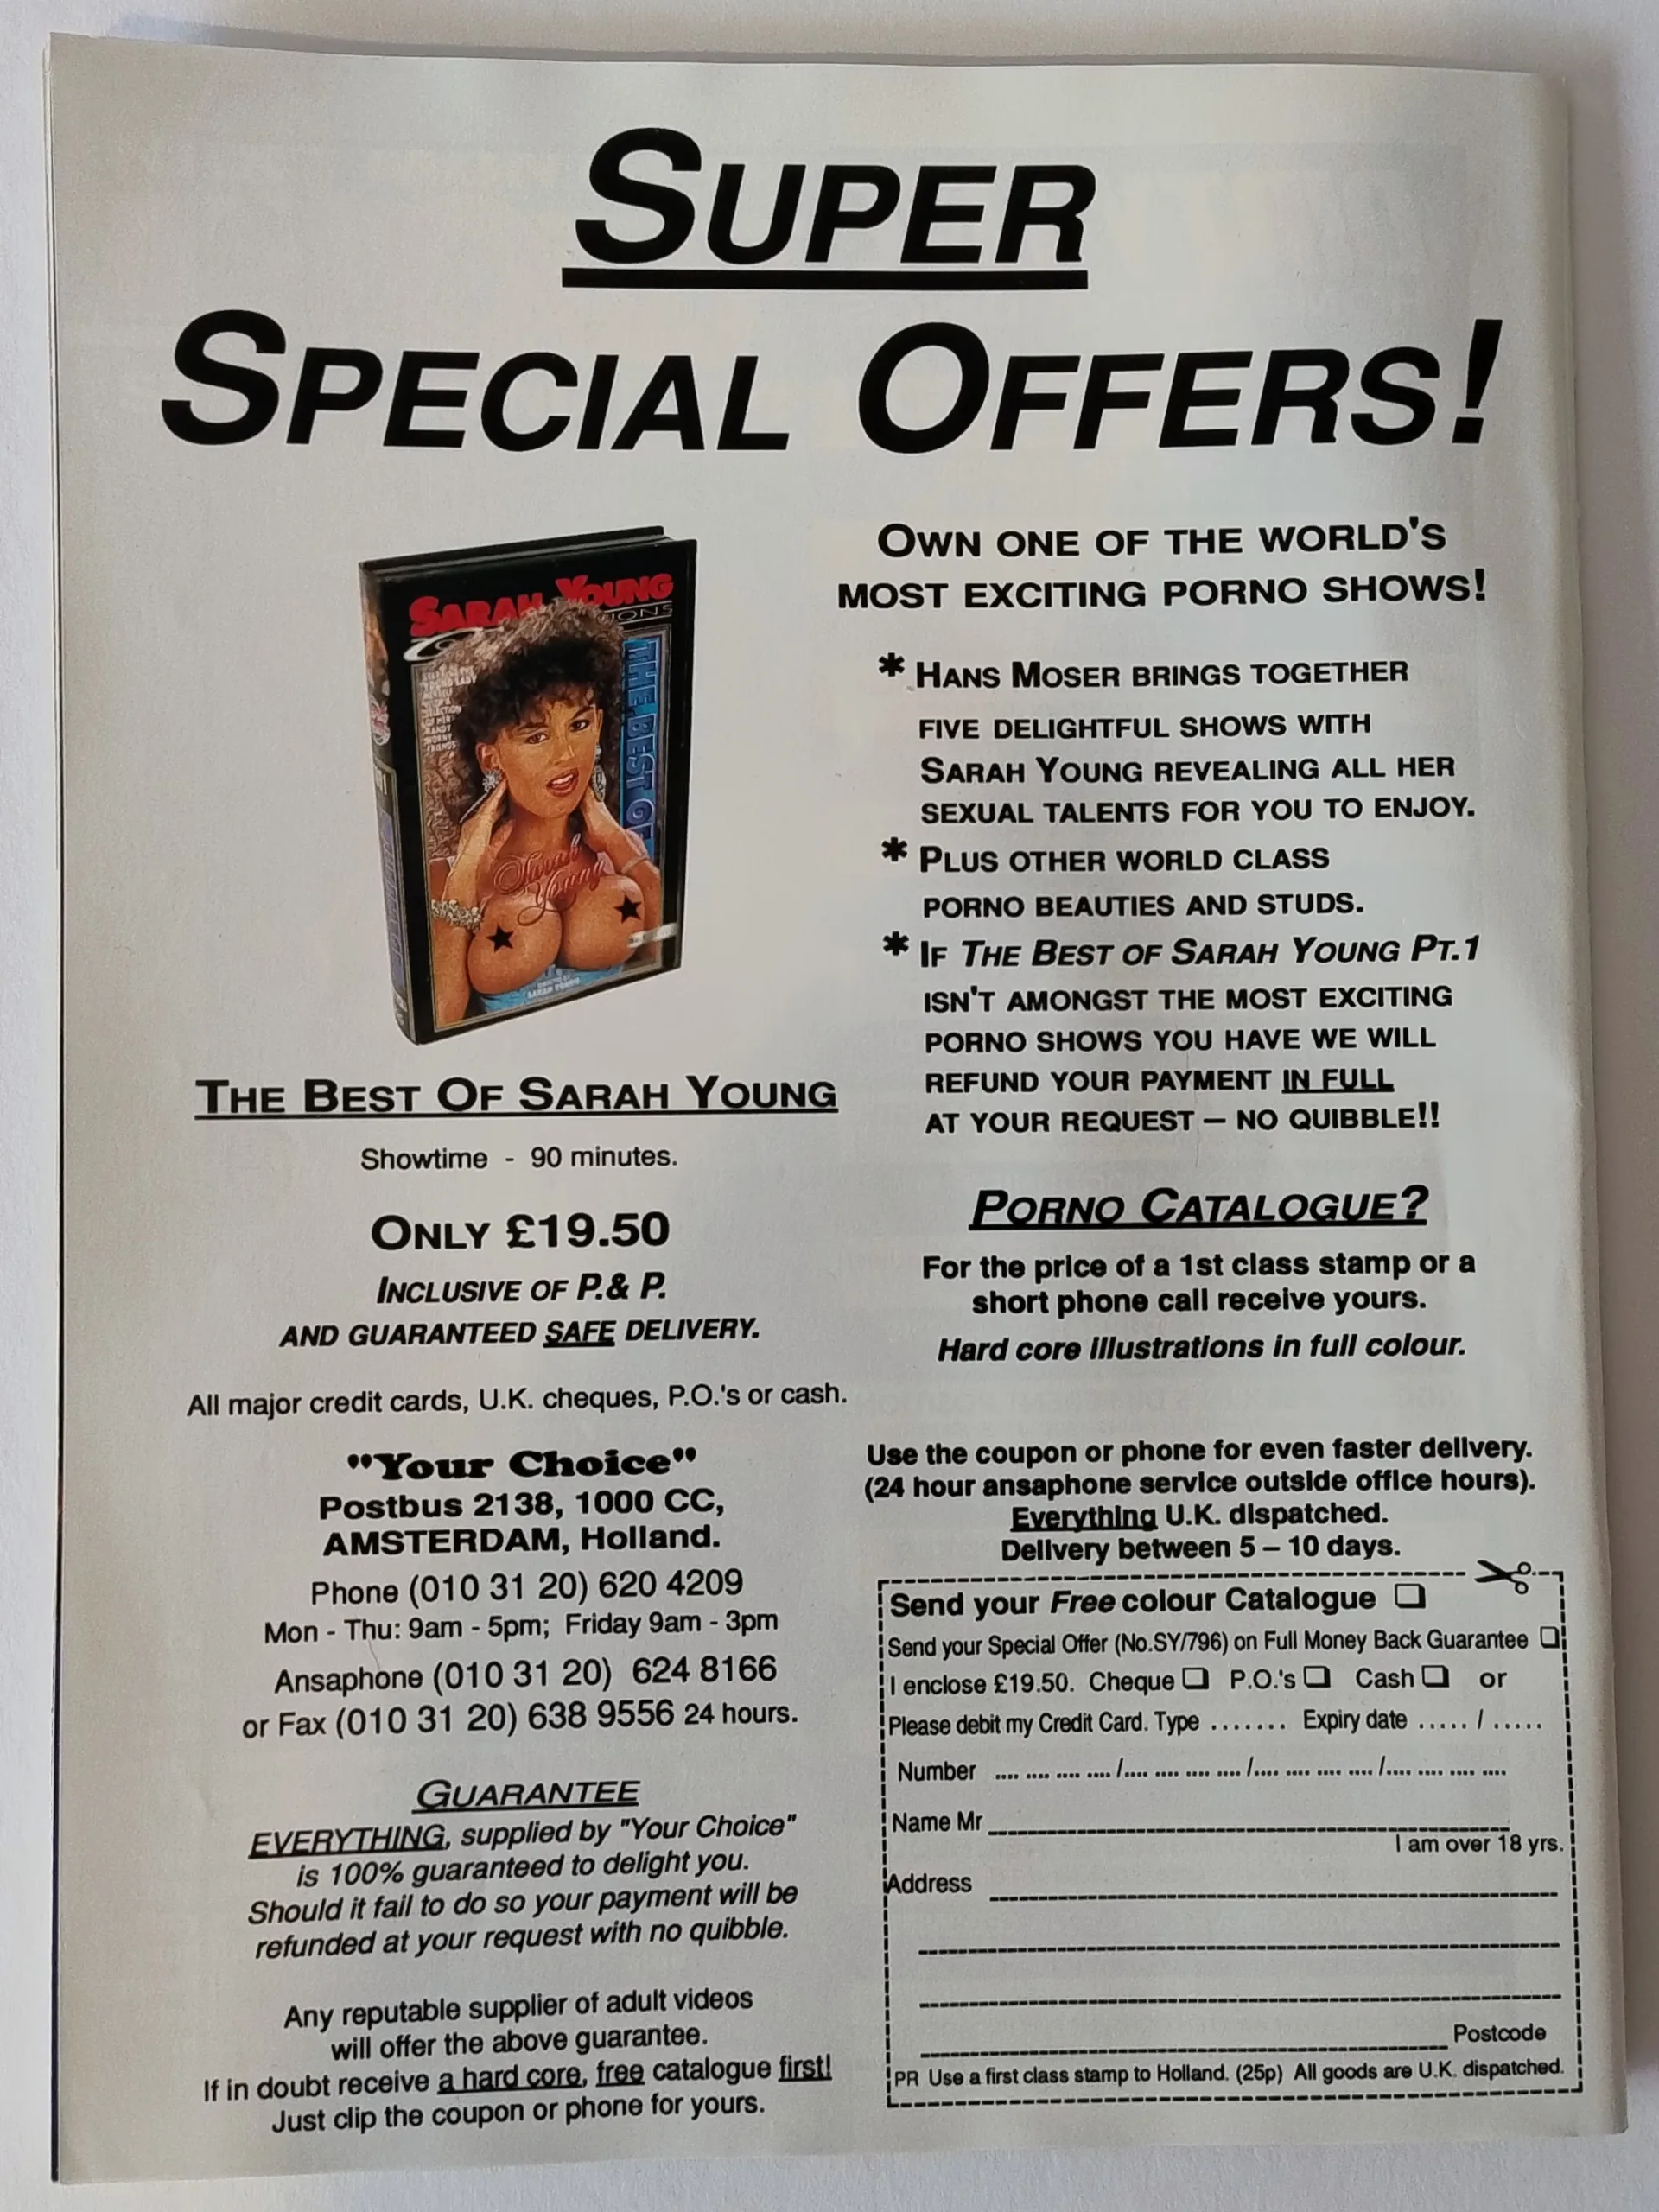 SUPER
SPECIAL OFFERS!
SARAH YOUNG
THE BEST OF
Sarah
Young
OWN ONE OF THE WORLD'S
MOST EXCITING PORNO SHOWS!
* HANS MOSER BRINGS TOGETHER
FIVE DELIGHTFUL SHOWS WITH
SARAH YOUNG REVEALING ALL HER
SEXUAL TALENTS FOR YOU TO ENJOY.
* PLUS OTHER WORLD CLASS
PORNO BEAUTIES AND STUDS.
* IF THE BEST OF SARAH YOUNG PT.1
ISN'T AMONGST THE MOST EXCITING
PORNO SHOWS YOU HAVE WE WILL
REFUND YOUR PAYMENT IN FULL
AT YOUR REQUEST – NO QUIBBLE!!
THE BEST OF SARAH YOUNG
Showtime - 90 minutes.
ONLY £19.50
INCLUSIVE OF P.& P.
AND GUARANTEED SAFE DELIVERY.
All major credit cards, U.K. cheques, P.O.'s or cash.
"Your Choice"
Postbus 2138, 1000 CC,
AMSTERDAM, Holland.
Phone (010 31 20) 620 4209
Mon - Thu: 9am - 5pm; Friday 9am - 3pm
Ansaphone (010 31 20) 624 8166
or Fax (010 31 20) 638 9556 24 hours.
GUARANTEE
EVERYTHING, supplied by "Your Choice"
is 100% guaranteed to delight you.
Should it fail to do so your payment will be
refunded at your request with no quibble.
Any reputable supplier of adult videos
will offer the above guarantee.
If in doubt receive a hard core, free catalogue first!
Just clip the coupon or phone for yours.
PORNO CATALOGUE?
For the price of a 1st class stamp or a
short phone call receive yours.
Hard core illustrations in full colour.
Use the coupon or phone for even faster delivery.
(24 hour ansaphone service outside office hours).
Everything U.K. dispatched.
Delivery between 5 – 10 days.
Send your Free colour Catalogue ❑
Send your Special Offer (No.SY/796) on Full Money Back Guarantee ❑
I enclose £19.50. Cheque ❑ P.O.'s ❑ Cash ❑ or
Please debit my Credit Card. Type ....... Expiry date ..... / .....
Number .... .... .... .... /.... .... .... .... /.... .... .... .... /.... .... .... ....
Name Mr
I am over 18 yrs.
Address
Postcode
PR Use a first class stamp to Holland. (25p) All goods are U.K. dispatched.